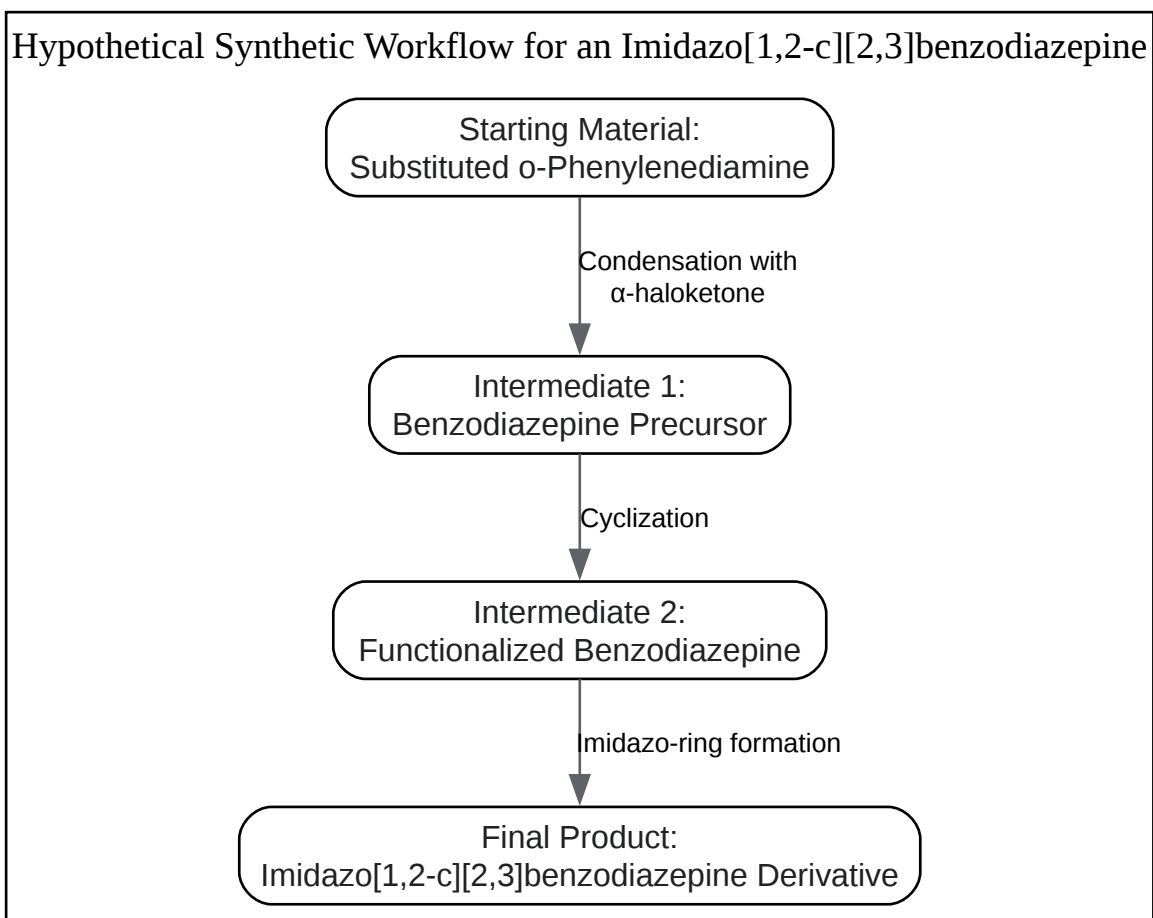 Hypothetical Synthetic Workflow for an Imidazo[1,2-c][2,3]benzodiazepine
Starting Material:
Substituted o-Phenylenediamine
Condensation with
α-haloketone
Intermediate 1:
Benzodiazepine Precursor
Cyclization
Intermediate 2:
Functionalized Benzodiazepine
Imidazo-ring formation
Final Product:
Imidazo[1,2-c][2,3]benzodiazepine Derivative